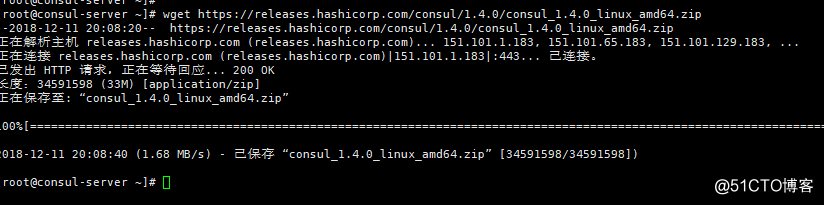 root@consul-server ~]# wget https://releases.hashicorp.com/consul/1.4.0/consul_1.4.0_linux_amd64.zip
-2018-12-11 20:08:20--  https://releases.hashicorp.com/consul/1.4.0/consul_1.4.0_linux_amd64.zip
正在解析主机 releases.hashicorp.com (releases.hashicorp.com)... 151.101.1.183, 151.101.65.183, 151.101.129.183, ...
正在连接 releases.hashicorp.com (releases.hashicorp.com)|151.101.1.183|:443... 已连接。
已发出 HTTP 请求，正在等待回应... 200 OK
长度：34591598 (33M) [application/zip]
正在保存至: “consul_1.4.0_linux_amd64.zip”
100%[======================================================================================================
2018-12-11 20:08:40 (1.68 MB/s) - 已保存 “consul_1.4.0_linux_amd64.zip” [34591598/34591598])
root@consul-server ~]#
@51CTO博客